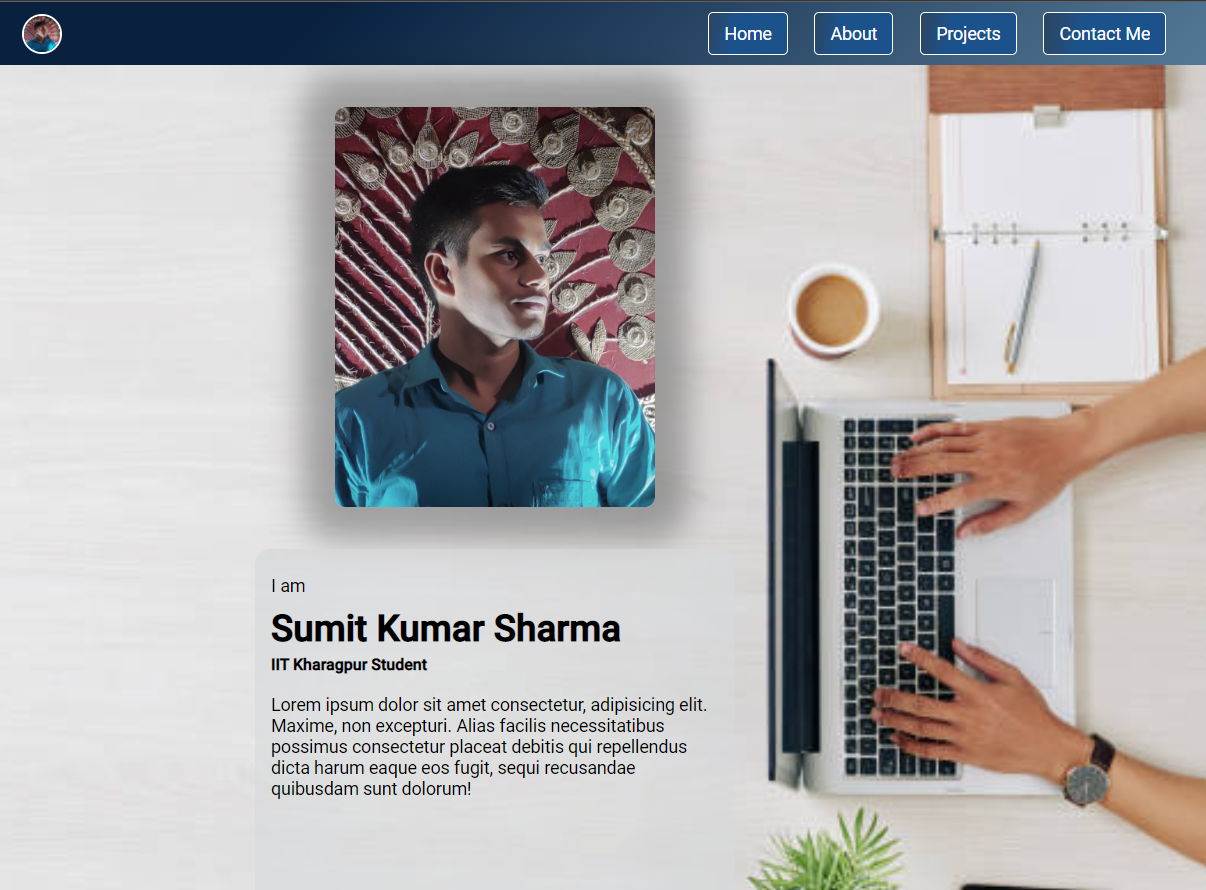 Home
About
Projects
Contact Me
I am
Sumit Kumar Sharma
IIT Kharagpur Student
Lorem ipsum dolor sit amet consectetur, adipisicing elit.
Maxime, non excepturi. Alias facilis necessitatibus
possimus consectetur placeat debitis qui repellendus
dicta harum eaque eos fugit, sequi recusandae
quibusdam sunt dolorum!